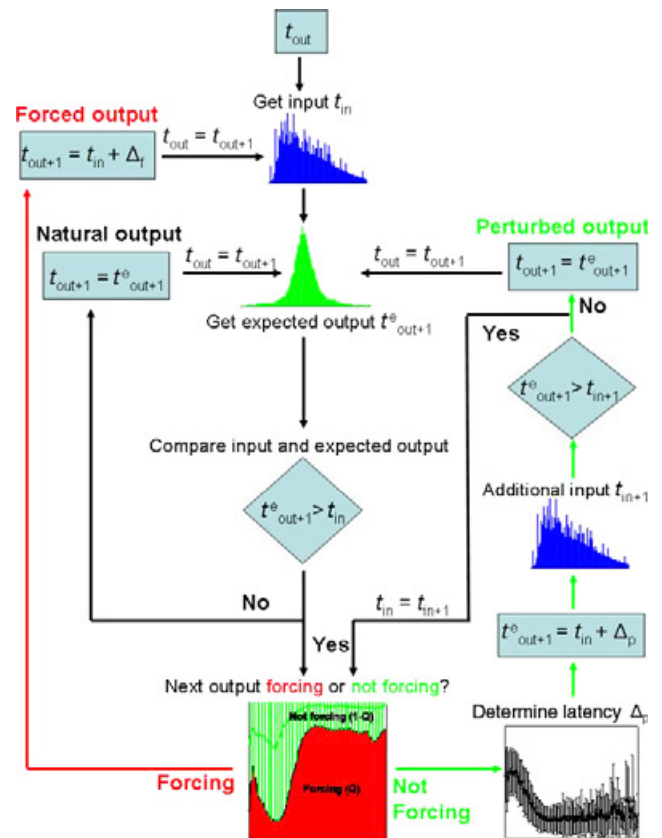 t_out
Get input t_in
Forced output
t_out+1 = t_in + Δ_f
t_out = t_out+1
Natural output
t_out+1 = t^e_out+1
t_out = t_out+1
Perturbed output
t_out+1 = t^e_out+1
t_out = t_out+1
Get expected output t^e_out+1
No
Yes
t^e_out+1 > t_in+1
Compare input and expected output
t^e_out+1 > t_in
Additional input t_in+1
No
t_in = t_in+1
Yes
t^e_out+1 = t_in + Δ_p
Next output forcing or not forcing?
Determine latency Δ_p
Not forcing (1-Q)
Forcing (Q)
Forcing
Not
Forcing